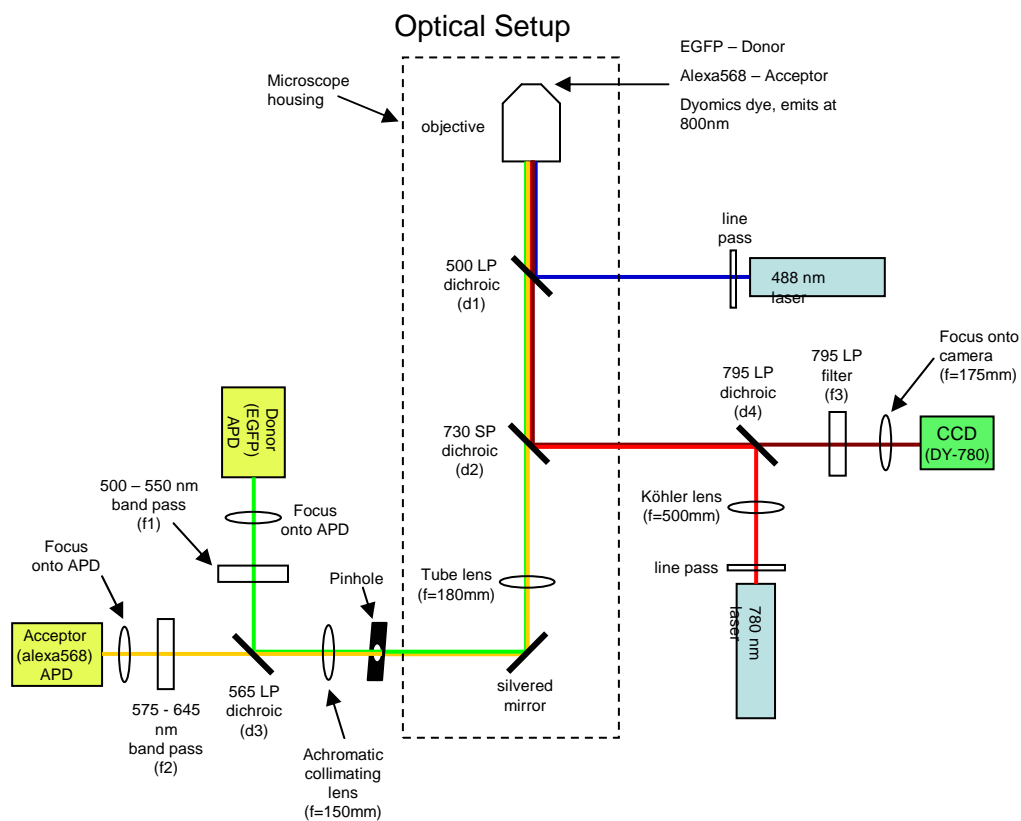 Optical Setup
EGFP – Donor
Alexa568 – Acceptor
Dyomics dye, emits at
800nm
Microscope
housing
objective
line
pass
500 LP
dichroic
(d1)
488 nm
laser
Focus onto
camera
(f=175mm)
795 LP
filter
(f3)
795 LP
dichroic
(d4)
Donor
(EGFP)
APD
730 SP
dichroic
(d2)
CCD
(DY-780)
500 – 550 nm
band pass
(f1)
Focus
onto APD
Köhler lens
(f=500mm)
Focus
onto APD
Pinhole
Tube lens
(f=180mm)
line pass
780 nm
laser
Acceptor
(alexa568)
APD
565 LP
dichroic
(d3)
silvered
mirror
575 - 645
nm
band pass
(f2)
Achromatic
collimating
lens
(f=150mm)